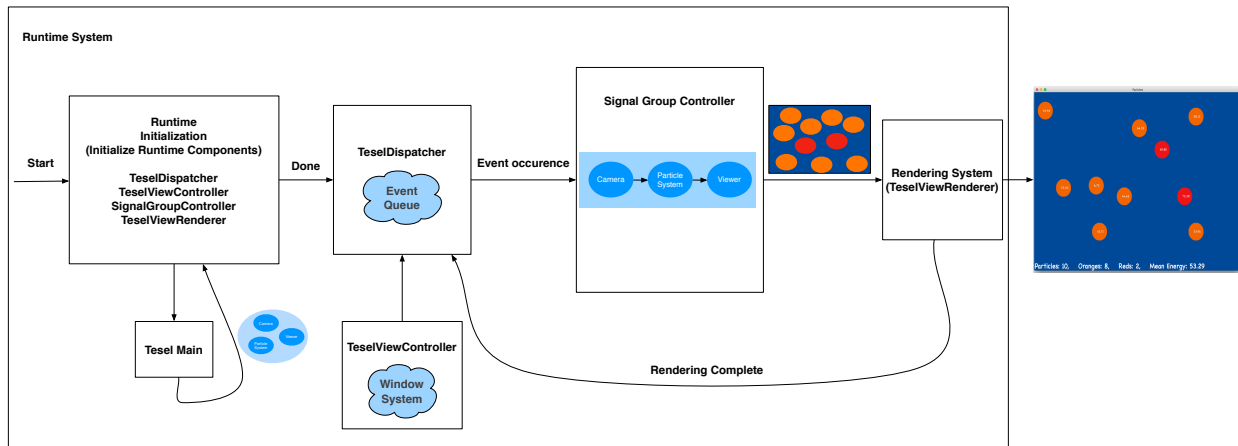 Runtime System
Start
Runtime
Initialization
(Initialize Runtime Components)
TeselDispatcher
TeselViewController
SignalGroupController
TeselViewRenderer
Done
TeselDispatcher
Event
Queue
Event occurence
Signal Group Controller
Camera
Particle
System
Viewer
Rendering System
(TeselViewRenderer)
Tesel Main
Camera
Viewer
Particle
System
TeselViewController
Window
System
Rendering Complete
Particles: 10, Oranges: 8, Reds: 2, Mean Energy: 53.29